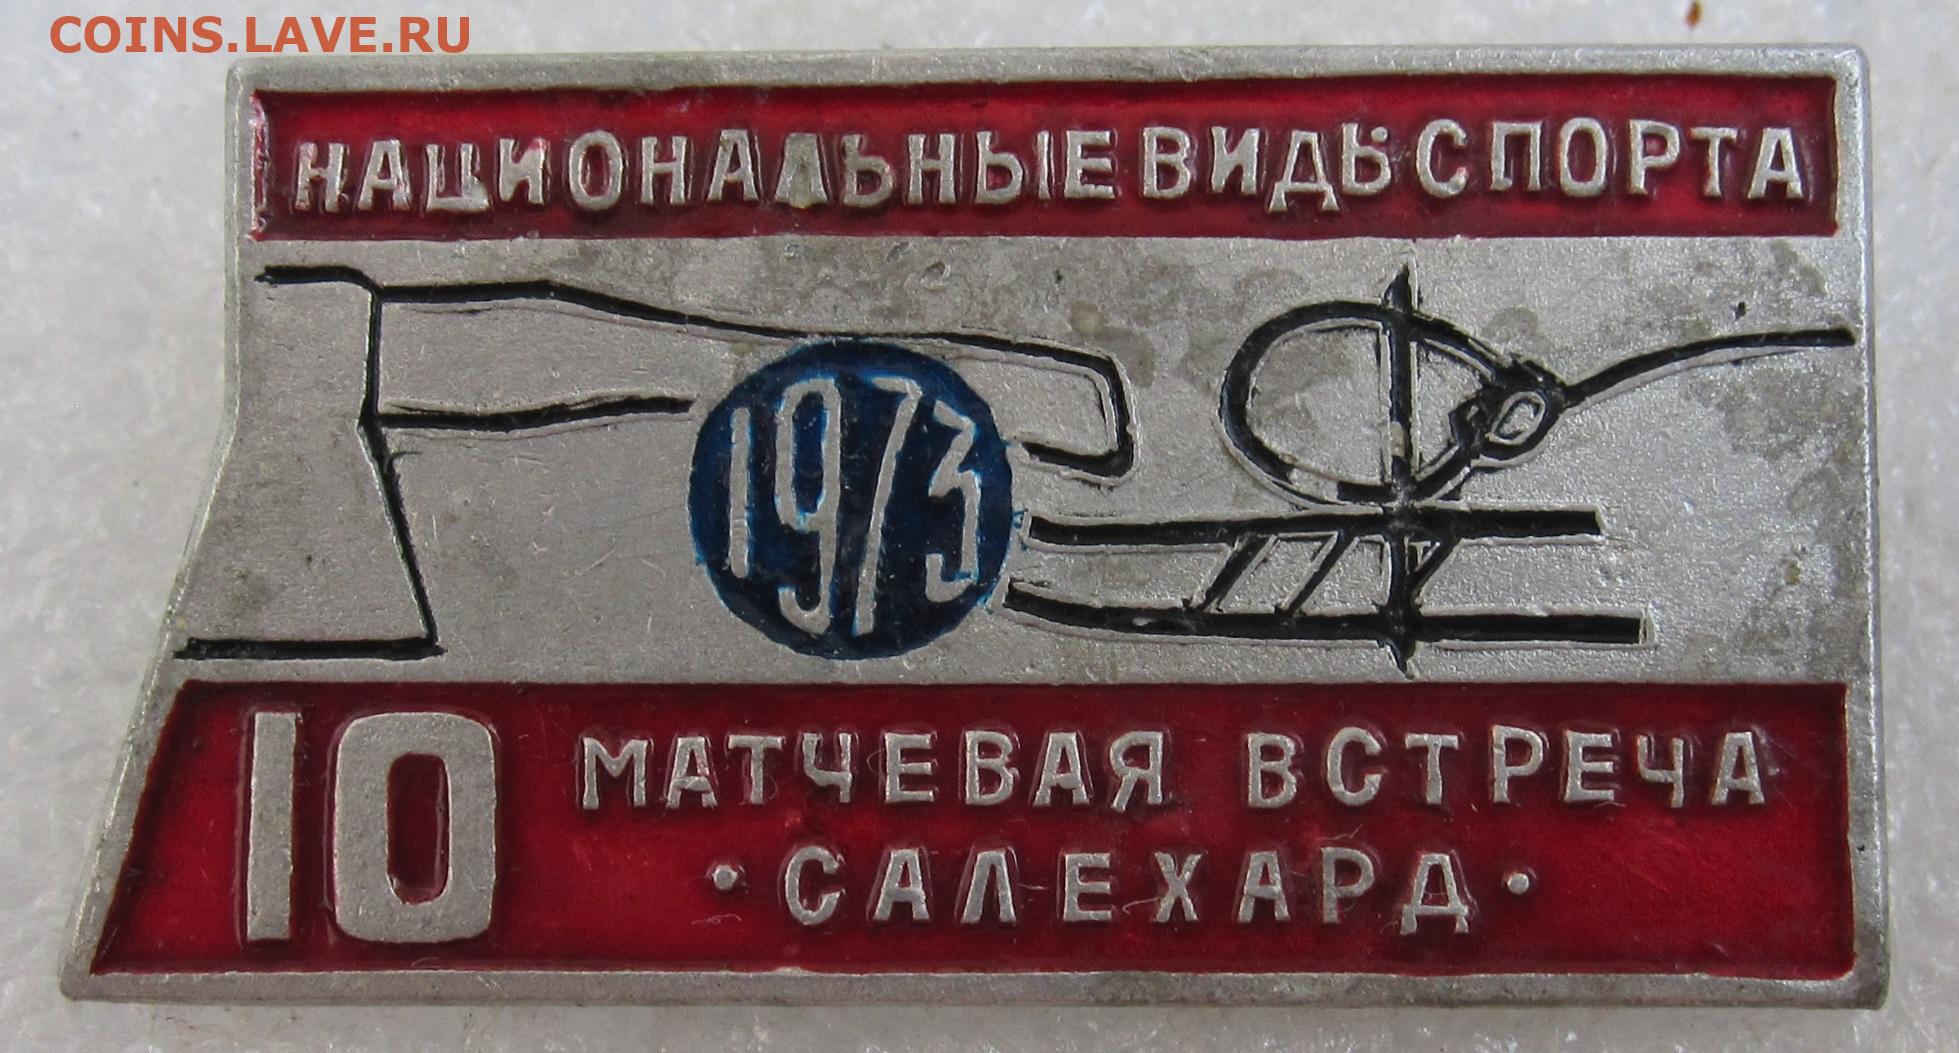 COINS.LAVE.RU
НАЦИОНАЛЬНЫЕ ВИДЫ СПОРТА
1973
10 МАТЧЕВАЯ ВСТРЕЧА
• САЛЕХАРД •